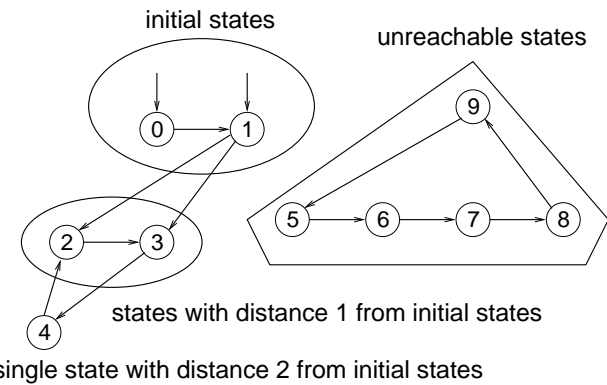 initial states
unreachable states
0
1
9
2
3
5
6
7
8
states with distance 1 from initial states
4
single state with distance 2 from initial states